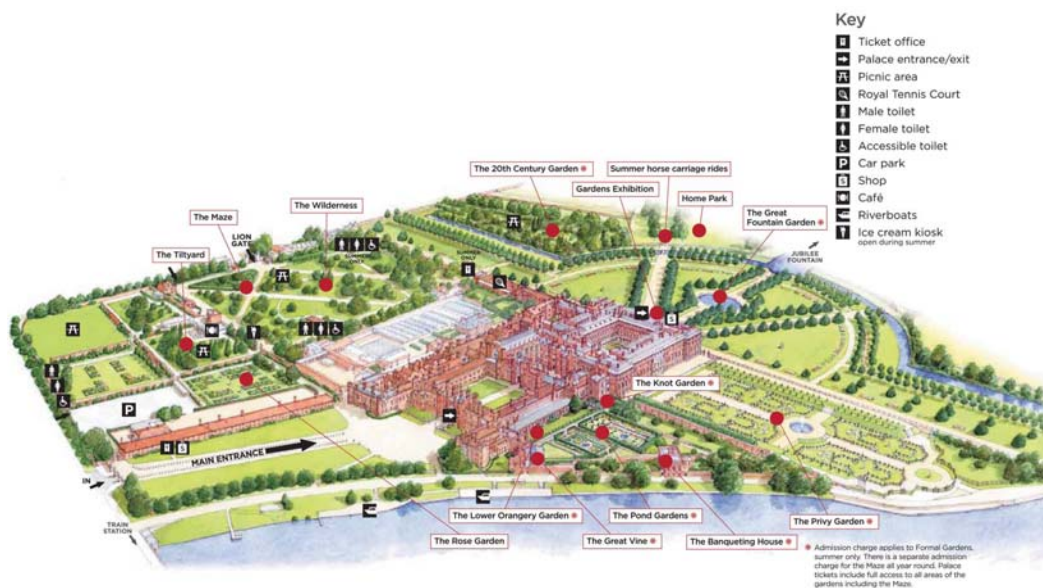 Key
Ticket office
Palace entrance/exit
Picnic area
Royal Tennis Court
Male toilet
Female toilet
Accessible toilet
P Car park
Shop
Café
Riverboats
Ice cream kiosk
open during summer
The 20th Century Garden
Summer horse carriage rides
Gardens Exhibition
Home Park
The Great
Fountain Garden
JUBILEE
FOUNTAIN
The Wilderness
The Maze
LION
GATE
The Tiltyard
ONLY
P
MAIN ENTRANCE
IN
TRAIN
STATION
The Knot Garden
The Lower Orangery Garden
The Pond Gardens
The Privy Garden
The Rose Garden
The Great Vine
The Banqueting House
Admission charge applies to Formal Gardens,
summer only. There is a separate admission
charge for the Maze all year round. Palace
tickets include full access to all areas of the
gardens including the Maze.